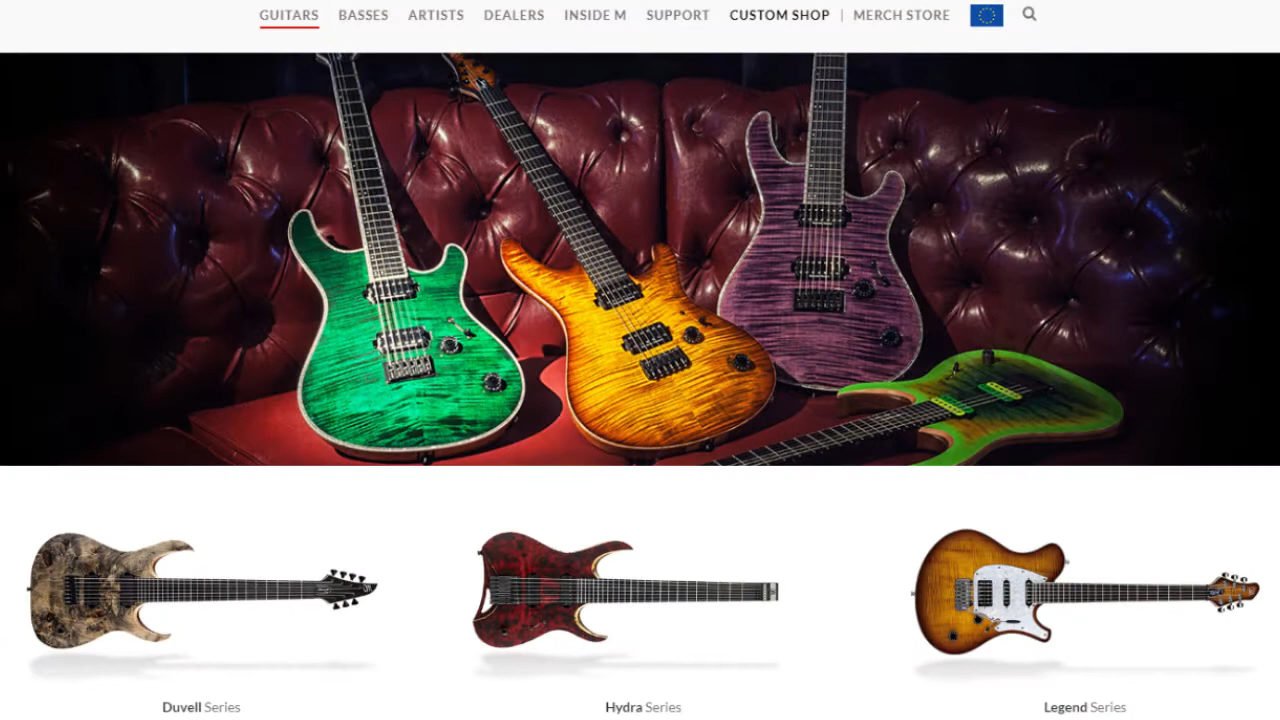 GUITARS BASSES ARTISTS DEALERS INSIDE M SUPPORT CUSTOM SHOP | MERCH STORE
Duvell Series Hydra Series Legend Series